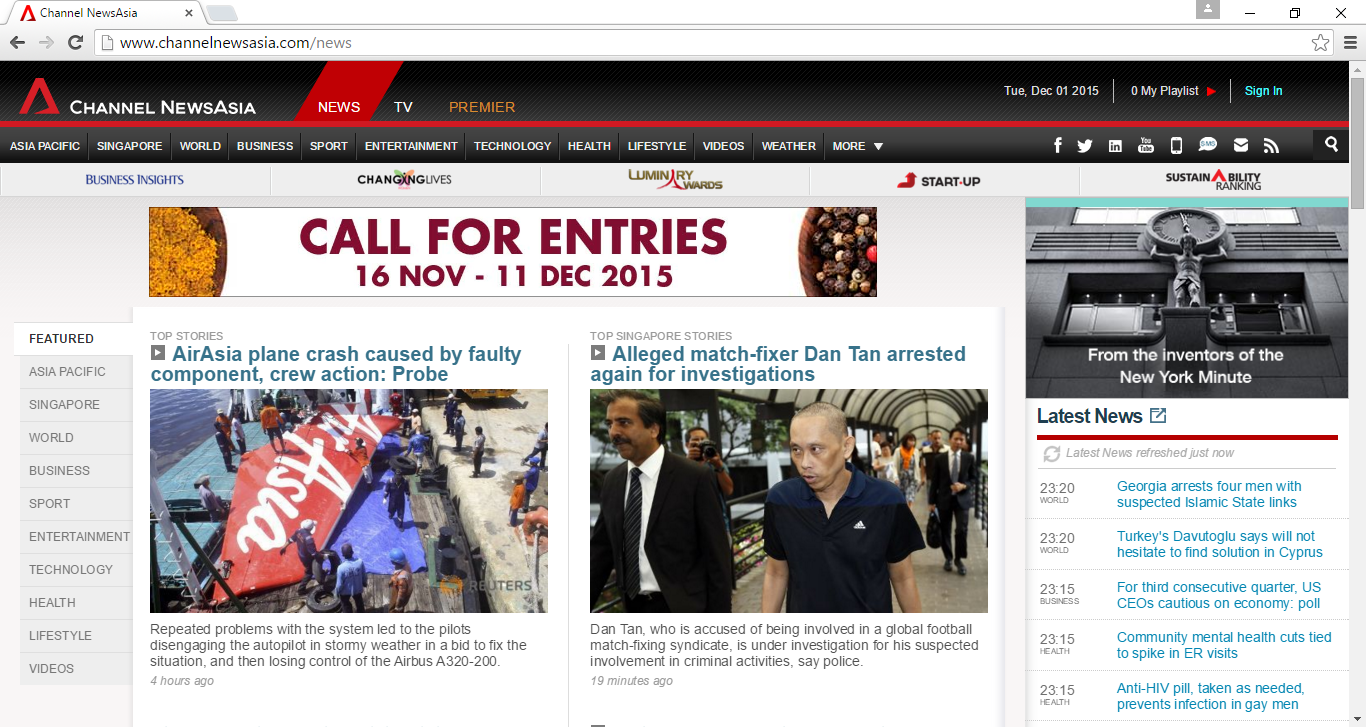 Channel NewsAsia
www.channelnewsasia.com/news
CHANNEL NEWSASIA
NEWS
TV
PREMIER
Tue, Dec 01 2015
0 My Playlist
Sign In
ASIA PACIFIC
SINGAPORE
WORLD
BUSINESS
SPORT
ENTERTAINMENT
TECHNOLOGY
HEALTH
LIFESTYLE
VIDEOS
WEATHER
MORE
You
Tube
SMS
BUSINESS INSIGHTS
CHANGING LIVES
LUMINARY AWARDS
START-UP
SUSTAINABILITY
RANKING
CALL FOR ENTRIES
16 NOV - 11 DEC 2015
From the inventors of the
New York Minute
FEATURED
ASIA PACIFIC
SINGAPORE
WORLD
BUSINESS
SPORT
ENTERTAINMENT
TECHNOLOGY
HEALTH
LIFESTYLE
VIDEOS
TOP STORIES
AirAsia plane crash caused by faulty
component, crew action: Probe
AirAsia
REUTERS
Repeated problems with the system led to the pilots
disengaging the autopilot in stormy weather in a bid to fix the
situation, and then losing control of the Airbus A320-200.
4 hours ago
TOP SINGAPORE STORIES
Alleged match-fixer Dan Tan arrested
again for investigations
Dan Tan, who is accused of being involved in a global football
match-fixing syndicate, is under investigation for his suspected
involvement in criminal activities, say police.
19 minutes ago
Latest News
Latest News refreshed just now
23:20
WORLD
Georgia arrests four men with
suspected Islamic State links
23:20
WORLD
Turkey's Davutoglu says will not
hesitate to find solution in Cyprus
23:15
BUSINESS
For third consecutive quarter, US
CEOs cautious on economy: poll
23:15
HEALTH
Community mental health cuts tied
to spike in ER visits
23:15
HEALTH
Anti-HIV pill, taken as needed,
prevents infection in gay men